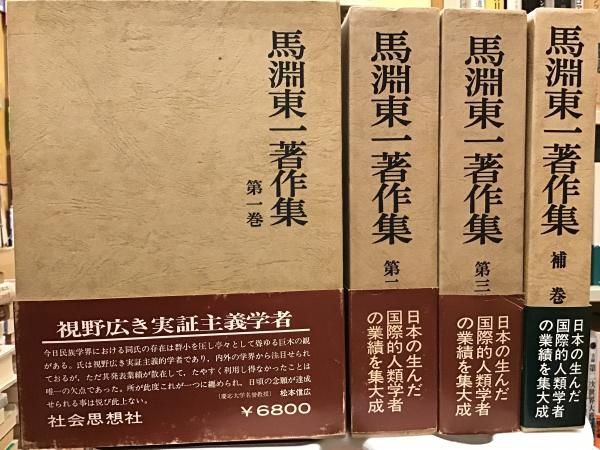 馬淵東一著作集
第一巻
視野広き実証主義学者
今日民族学界における同氏の存在は群小を圧し亭々として聳ゆる巨木の観
がある。氏は視野広き実証主義的学者であり、内外の学界から注目せられ
ておるが、ただ其発表業績が散在して、たやすく利用し得なかったことは
唯一の欠点であった。所が此度これが一つに纏められ、日頃の念願が達成
せられる事は悦び此上ない。
(慶応大学名誉教授) 松本信広
社会思想社
¥6800
馬淵東一著作集
第二
日本の生んだ
国際的人類学者
の業績を集大成
馬淵東一著作集
第三
日本の生んだ
国際的人類学者
の業績を集大成
馬淵東一著作集
補巻
日本の生んだ
国際的人類学者
の業績を集大成